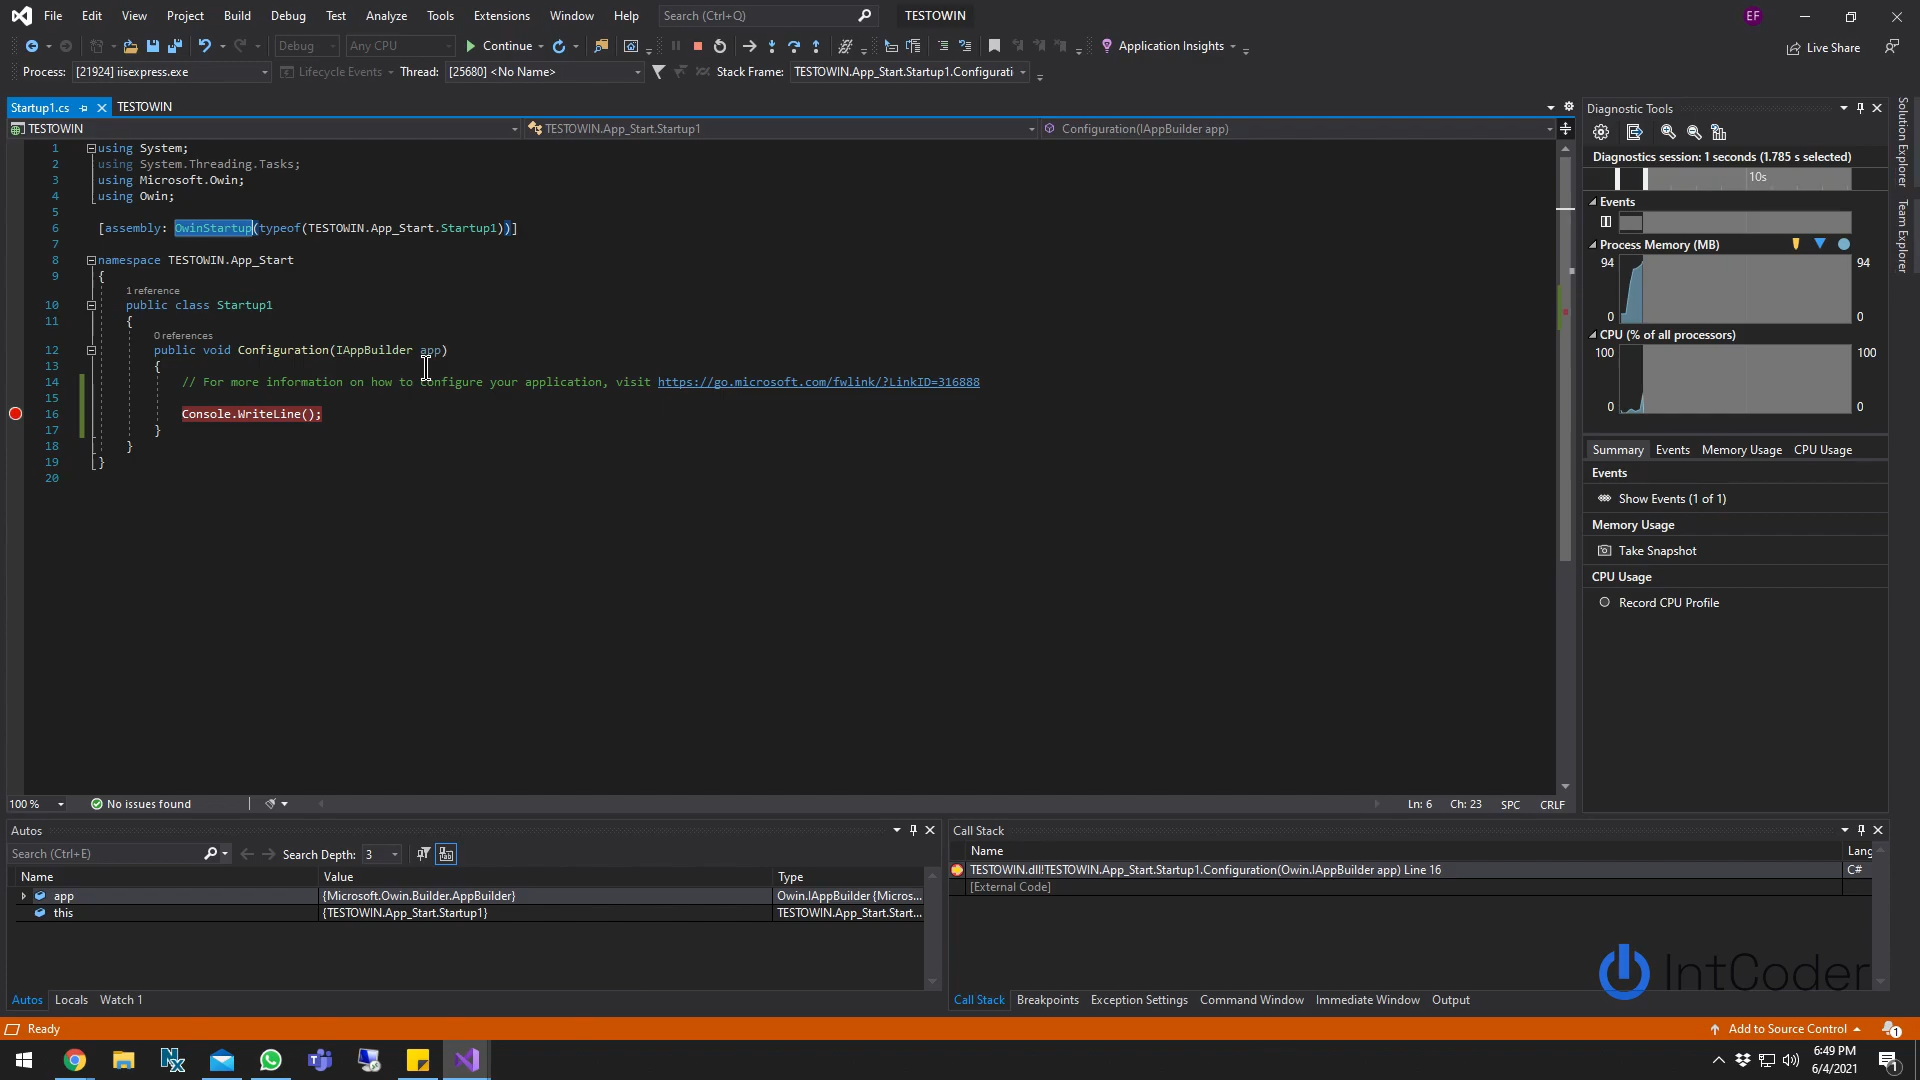 File Edit View Project Build Debug Test Analyze Tools Extensions Window Help Search (Ctrl+Q) TESTOWIN EF
Debug Any CPU Continue Application Insights Live Share
Process: [21924] iisexpress.exe Lifecycle Events Thread: [25680] <No Name> Stack Frame: TESTOWIN.App_Start.Startup1.Configurati
Startup1.cs TESTOWIN
TESTOWIN TESTOWIN.App_Start.Startup1 Configuration(IAppBuilder app)
1 using System;
2 using System.Threading.Tasks;
3 using Microsoft.Owin;
4 using Owin;
5
6 [assembly: OwinStartup(typeof(TESTOWIN.App_Start.Startup1))]
7
8 namespace TESTOWIN.App_Start
9 {
1 reference
10 public class Startup1
11 {
0 references
12 public void Configuration(IAppBuilder app)
13 {
14 // For more information on how to configure your application, visit https://go.microsoft.com/fwlink/?LinkID=316888
15
16 Console.WriteLine();
17 }
18 }
19 }
20
100 % No issues found Ln: 6 Ch: 23 SPC CRLF
Diagnostic Tools
Diagnostics session: 1 seconds (1.785 s selected)
10s
Events
Process Memory (MB)
94 94
0 0
CPU (% of all processors)
100 100
0 0
Summary Events Memory Usage CPU Usage
Events
Show Events (1 of 1)
Memory Usage
Take Snapshot
CPU Usage
Record CPU Profile
Solution Explorer
Team Explorer
Autos
Search (Ctrl+E) Search Depth: 3
Name Value Type
app {Microsoft.Owin.Builder.AppBuilder} Owin.IAppBuilder {Micros...
this {TESTOWIN.App_Start.Startup1} TESTOWIN.App_Start.Start...
Autos Locals Watch 1
Call Stack
Name Lang
TESTOWIN.dll!TESTOWIN.App_Start.Startup1.Configuration(Owin.IAppBuilder app) Line 16 C#
[External Code]
IntCoder
Call Stack Breakpoints Exception Settings Command Window Immediate Window Output
Ready Add to Source Control 1
6:49 PM
6/4/2021 1